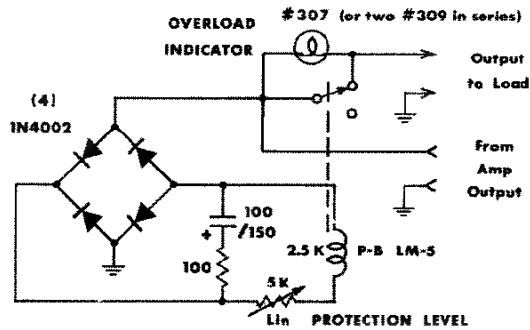 #307 (or two #309 in series)
OVERLOAD
INDICATOR
Output
to Load
(4)
1N4002
From
Amp
Output
100
/150
+
2.5 K
P-B LM-5
100
5K
Lin
PROTECTION LEVEL